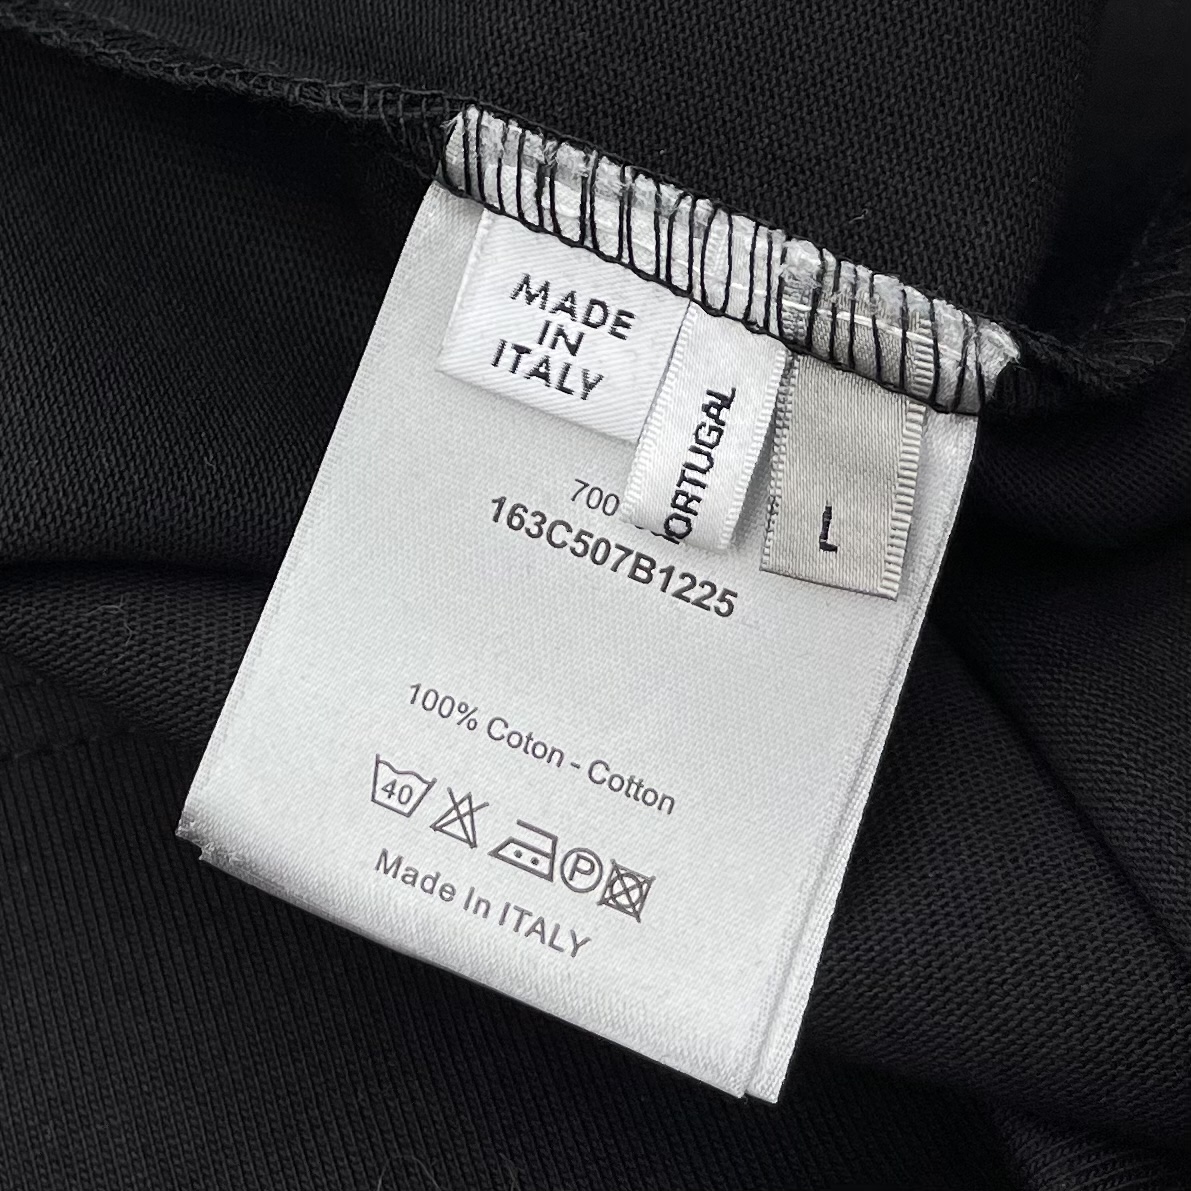 MADE
IN
ITALY
PORTUGAL
L
700
163C507B1225
100% Coton - Cotton
40
P
Made In ITALY